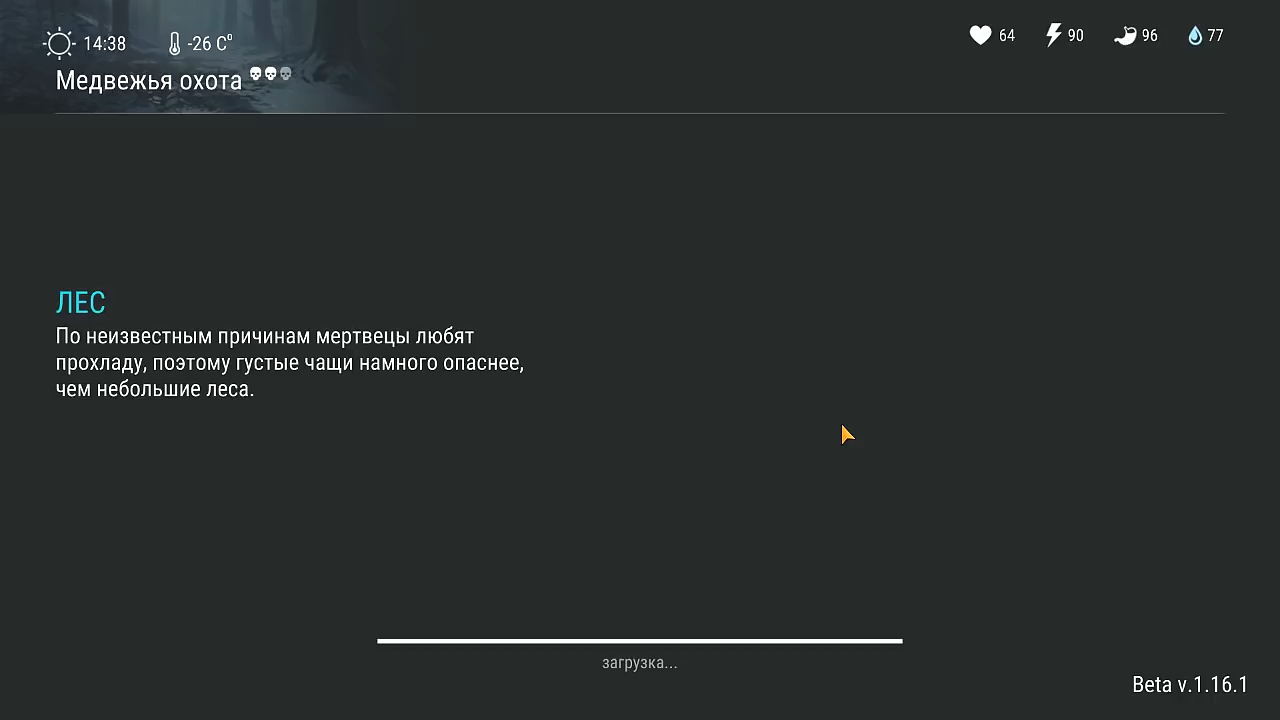 14:38 -26 Cº 64 90 96 77
Медвежья охота
ЛЕС
По неизвестным причинам мертвецы любят
прохладу, поэтому густые чащи намного опаснее,
чем небольшие леса.
загрузка...
Beta v.1.16.1